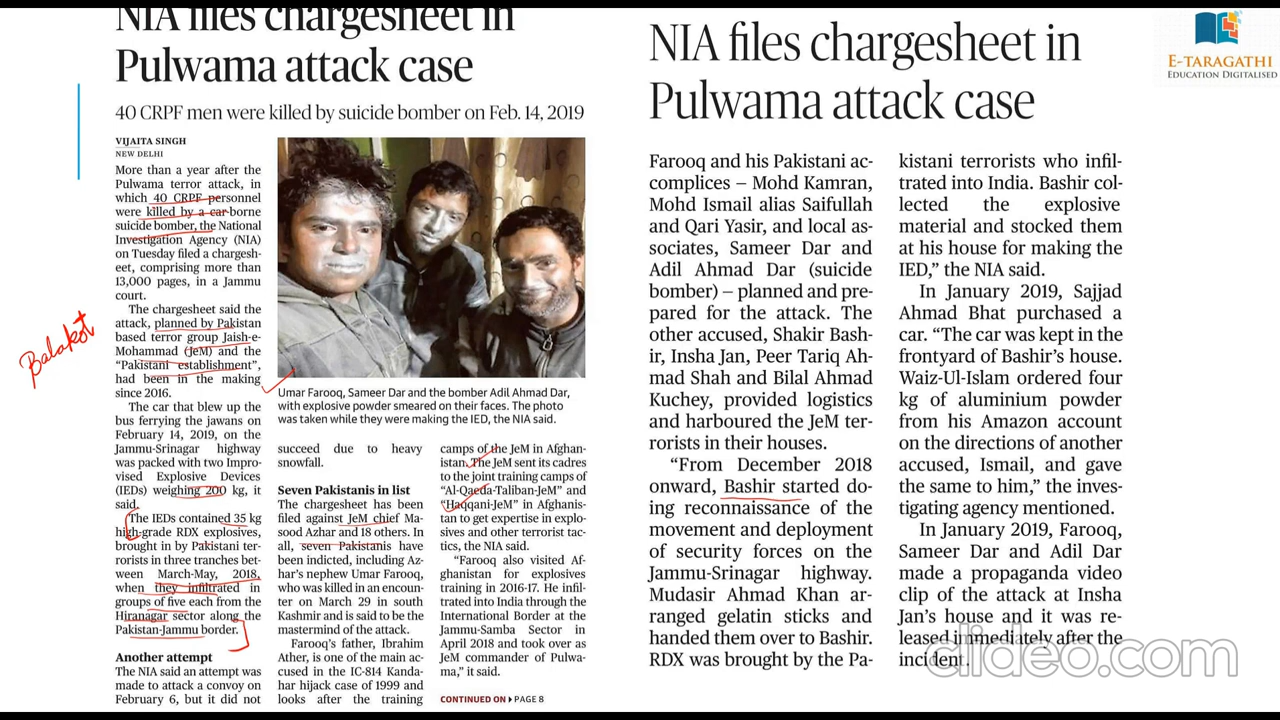 NIA files chargesheet in
Pulwama attack case
40 CRPF men were killed by suicide bomber on Feb. 14, 2019
VIJAITA SINGH
NEW DELHI
More than a year after the
Pulwama terror attack, in
which 40 CRPF personnel
were killed by a car-borne
suicide bomber, the National
Investigation Agency (NIA)
on Tuesday filed a chargesh-
eet, comprising more than
13,000 pages, in a Jammu
court.
The chargesheet said the
attack, planned by Pakistan
based terror group Jaish-e-
Mohammad (JeM) and the
“Pakistani establishment”,
had been in the making
since 2016.
The car that blew up the
bus ferrying the jawans on
February 14, 2019, on the
Jammu-Srinagar highway
was packed with two Impro-
vised Explosive Devices
(IEDs) weighing 200 kg, it
said.
The IEDs contained 35 kg
high-grade RDX explosives,
brought in by Pakistani ter-
rorists in three tranches bet-
ween March-May, 2018,
when they infiltrated in
groups of five each from the
Hiranagar sector along the
Pakistan-Jammu border.
Another attempt
The NIA said an attempt was
made to attack a convoy on
February 6, but it did not
Balakot
Umar Farooq, Sameer Dar and the bomber Adil Ahmad Dar,
with explosive powder smeared on their faces. The photo
was taken while they were making the IED, the NIA said.
succeed due to heavy
snowfall.
Seven Pakistanis in list
The chargesheet has been
filed against JeM chief Ma-
sood Azhar and 18 others. In
all, seven Pakistanis have
been indicted, including Az-
har's nephew Umar Farooq,
who was killed in an encoun-
ter on March 29 in south
Kashmir and is said to be the
mastermind of the attack.
Farooq's father, Ibrahim
Ather, is one of the main ac-
cused in the IC-814 Kanda-
har hijack case of 1999 and
looks after the training
camps of the JeM in Afghan-
istan. The JeM sent its cadres
to the joint training camps of
“Al-Qaeda-Taliban-JeM” and
“Haqqani-JeM” in Afghanis-
tan to get expertise in explo-
sives and other terrorist tac-
tics, the NIA said.
“Farooq also visited Af-
ghanistan for explosives
training in 2016-17. He infil-
trated into India through the
International Border at the
Jammu-Samba Sector in
April 2018 and took over as
JeM commander of Pulwa-
ma,” it said.
CONTINUED ON ▶ PAGE 8
NIA files chargesheet in
Pulwama attack case
Farooq and his Pakistani ac-
complices – Mohd Kamran,
Mohd Ismail alias Saifullah
and Qari Yasir, and local as-
sociates, Sameer Dar and
Adil Ahmad Dar (suicide
bomber) – planned and pre-
pared for the attack. The
other accused, Shakir Bash-
ir, Insha Jan, Peer Tariq Ah-
mad Shah and Bilal Ahmad
Kuchey, provided logistics
and harboured the JeM ter-
rorists in their houses.
“From December 2018
onward, Bashir started do-
ing reconnaissance of the
movement and deployment
of security forces on the
Jammu-Srinagar highway.
Mudasir Ahmad Khan ar-
ranged gelatin sticks and
handed them over to Bashir.
RDX was brought by the Pa-
kistani terrorists who infil-
trated into India. Bashir col-
lected the explosive
material and stocked them
at his house for making the
IED,” the NIA said.
In January 2019, Sajjad
Ahmad Bhat purchased a
car. “The car was kept in the
frontyard of Bashir's house.
Waiz-Ul-Islam ordered four
kg of aluminium powder
from his Amazon account
on the directions of another
accused, Ismail, and gave
the same to him,” the inves-
tigating agency mentioned.
In January 2019, Farooq,
Sameer Dar and Adil Dar
made a propaganda video
clip of the attack at Insha
Jan's house and it was re-
leased immediately after the
incident.
E-TARAGATHI
EDUCATION DIGITALISED
clideo.com